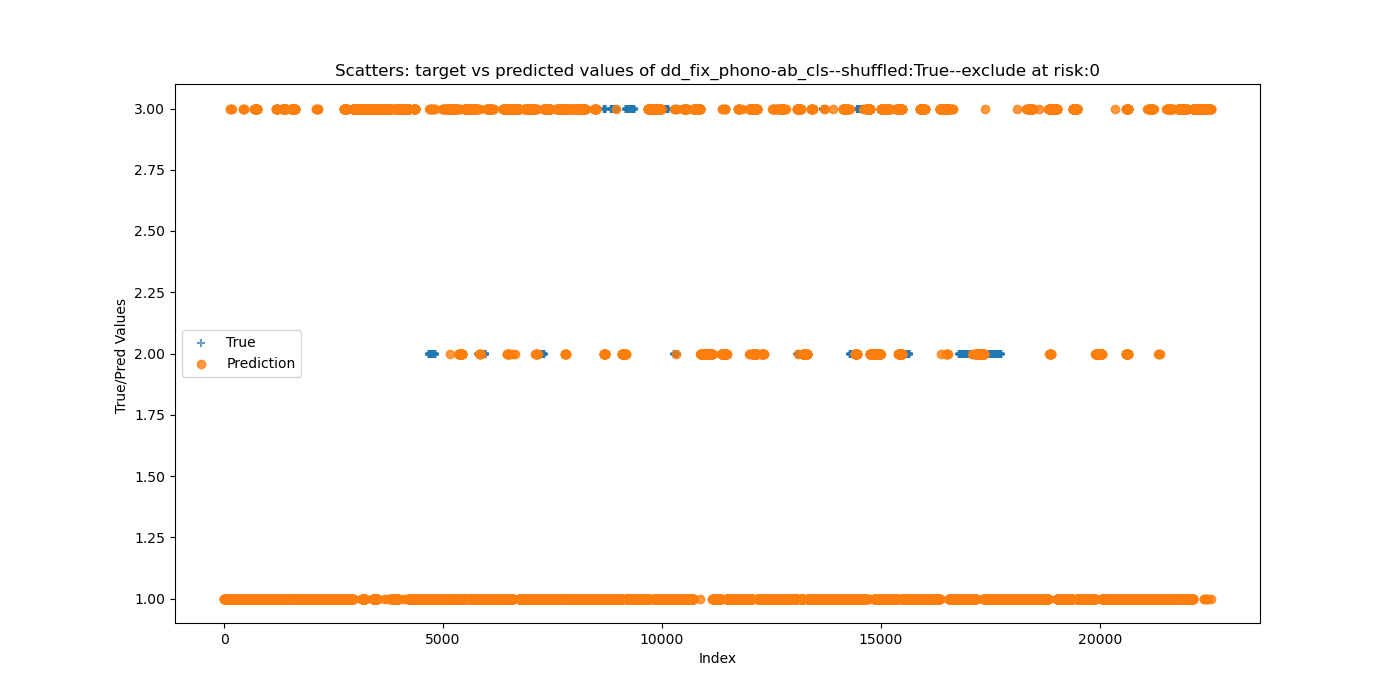 Scatters: target vs predicted values of dd_fix_phono-ab_cls--shuffled:True--exclude at risk:0
3.00
2.75
2.50
2.25
2.00
1.75
1.50
1.25
1.00
True/Pred Values
True
Prediction
0
5000
10000
15000
20000
Index